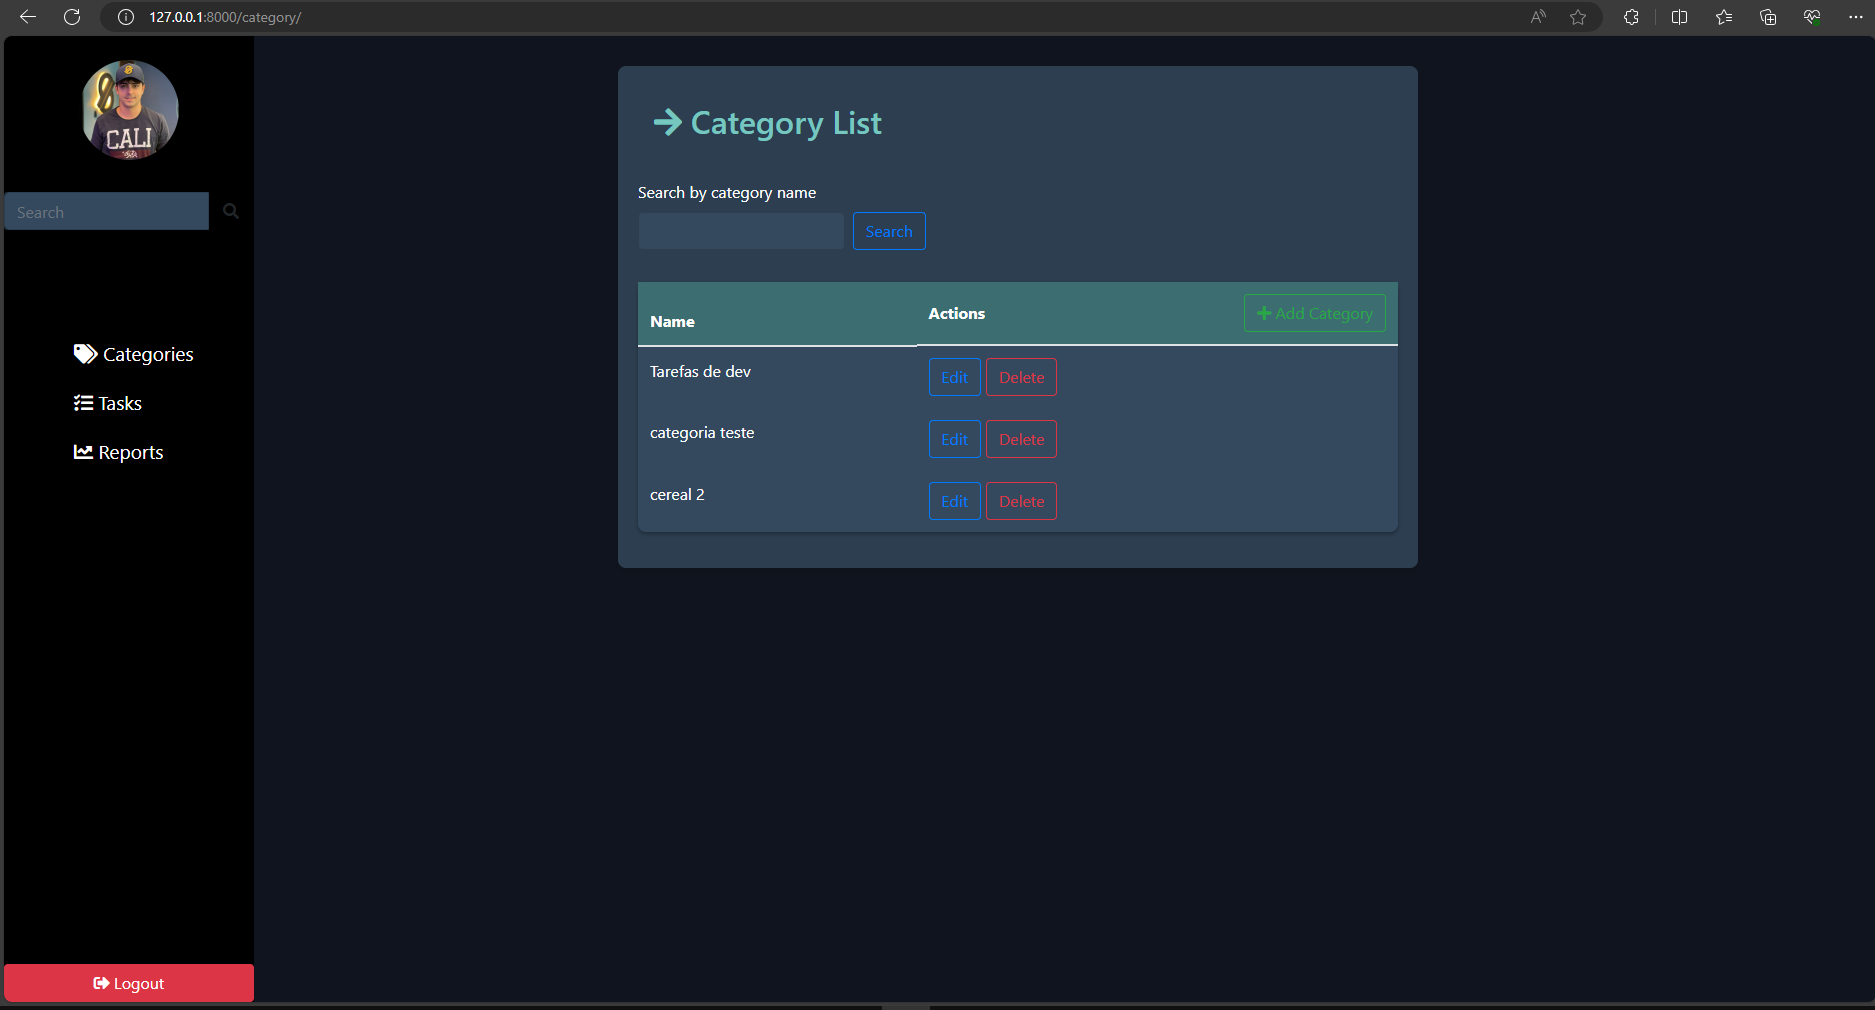 127.0.0.1:8000/category/
CALI
Search
Categories
Tasks
Reports
Logout
Category List
Search by category name
Search
Name Actions Add Category
Tarefas de dev Edit Delete
categoria teste Edit Delete
cereal 2 Edit Delete